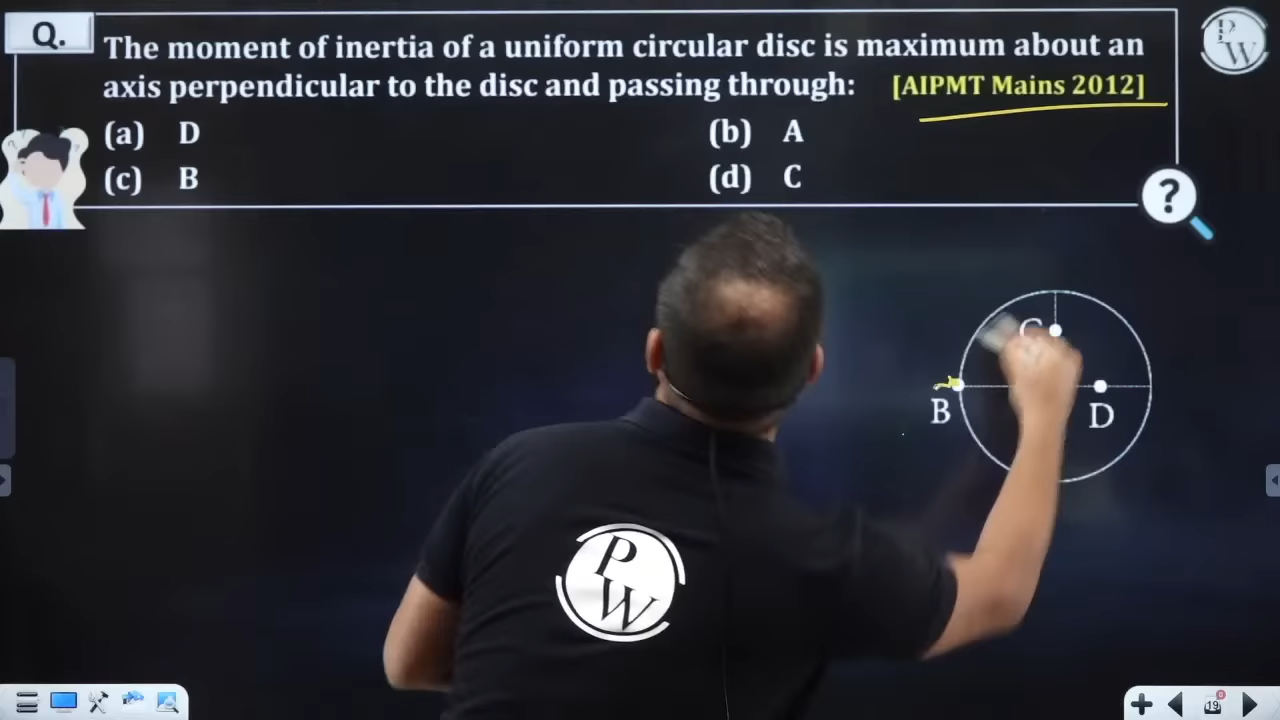 Q.
The moment of inertia of a uniform circular disc is maximum about an
axis perpendicular to the disc and passing through: [AIPMT Mains 2012]
(a) D
(b) A
(c) B
(d) C
?
P
W
C
B
D
P
W
19